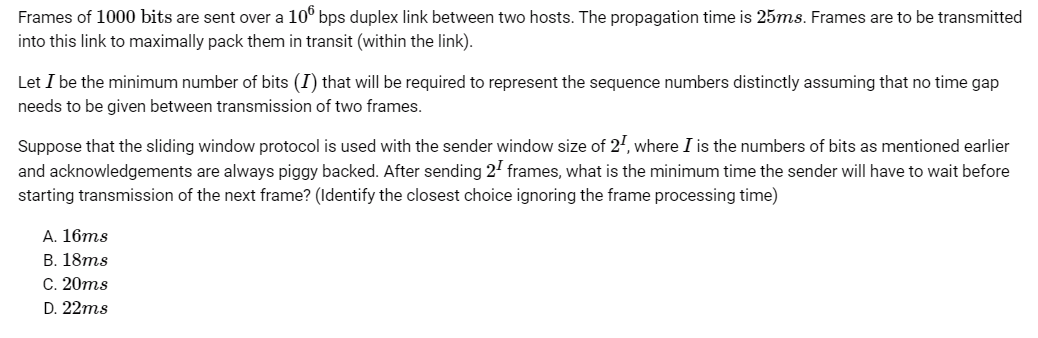 Frames of 1000 bits are sent over a 10⁶ bps duplex link between two hosts. The propagation time is 25ms. Frames are to be transmitted
into this link to maximally pack them in transit (within the link).
Let I be the minimum number of bits (I) that will be required to represent the sequence numbers distinctly assuming that no time gap
needs to be given between transmission of two frames.
Suppose that the sliding window protocol is used with the sender window size of 2ᴵ, where I is the numbers of bits as mentioned earlier
and acknowledgements are always piggy backed. After sending 2ᴵ frames, what is the minimum time the sender will have to wait before
starting transmission of the next frame? (Identify the closest choice ignoring the frame processing time)
A. 16ms
B. 18ms
C. 20ms
D. 22ms